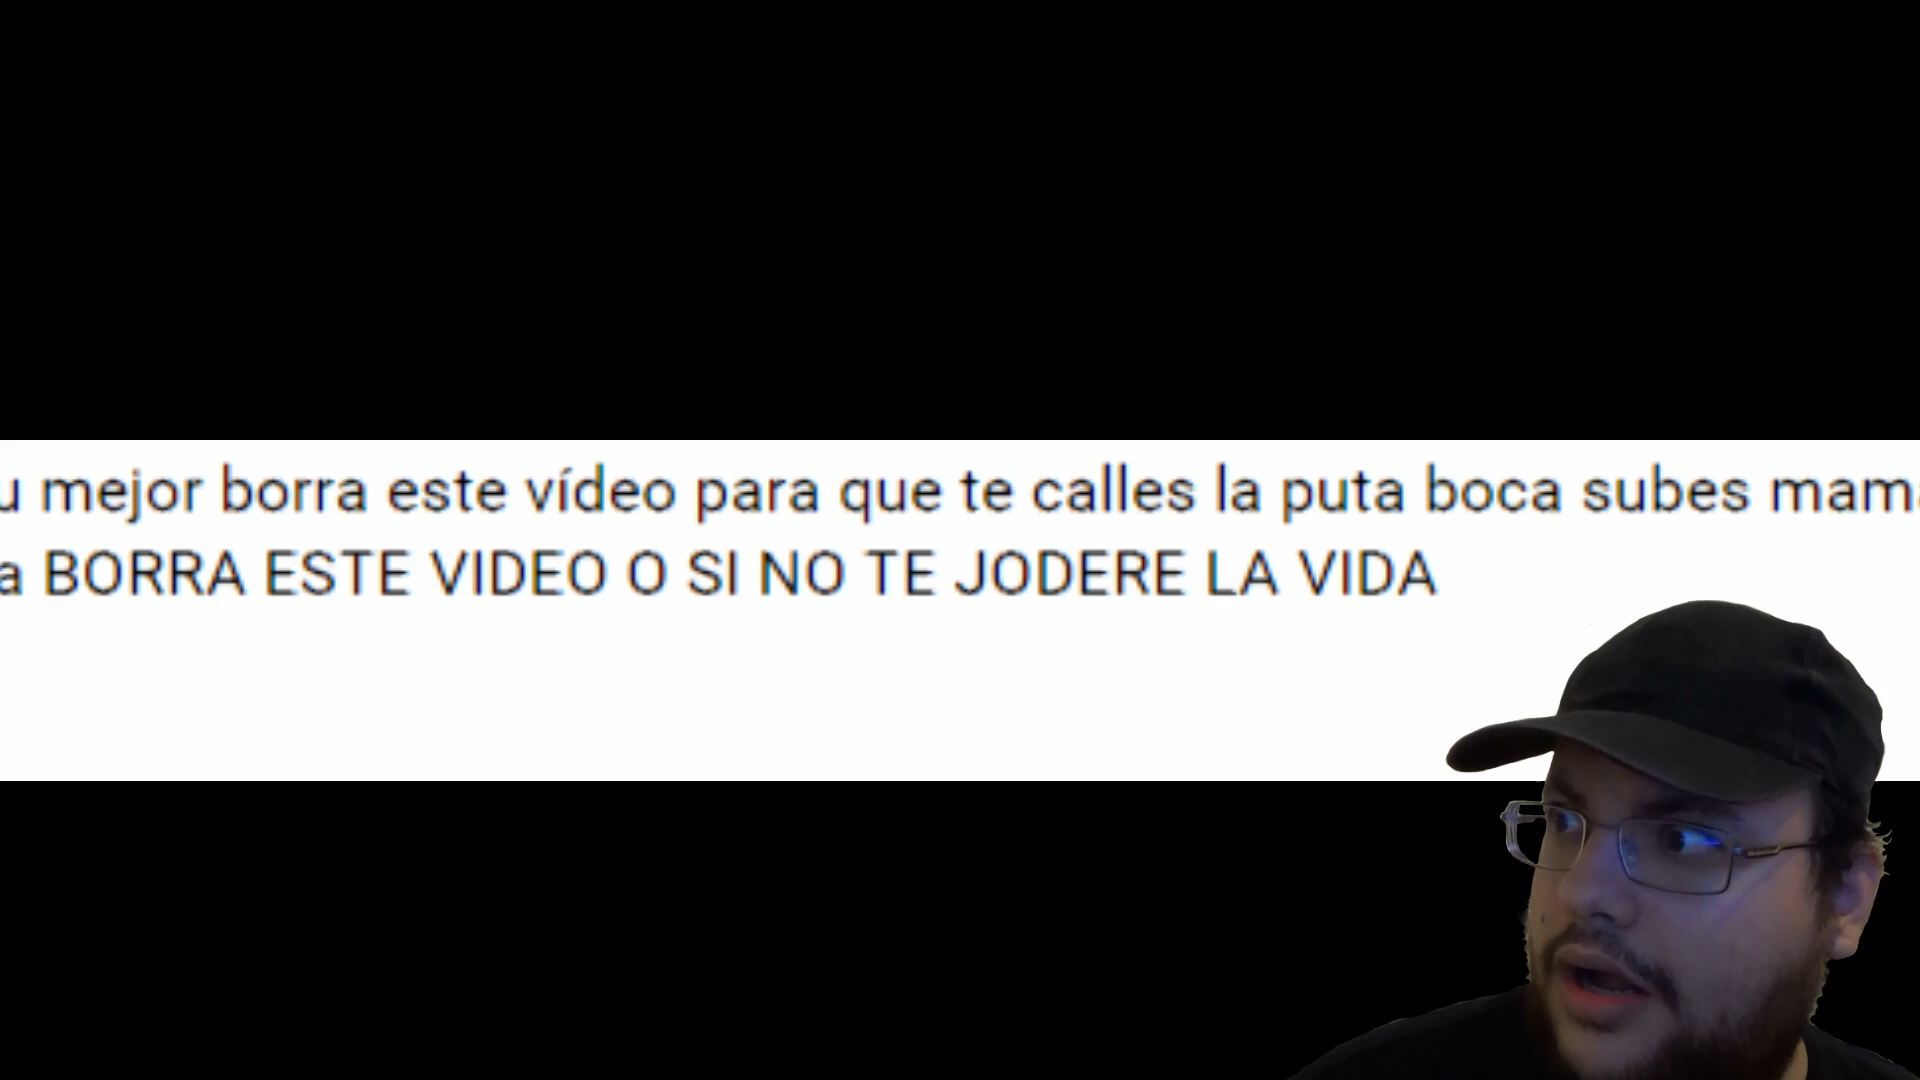 mejor borra este vídeo para que te calles la puta boca subes
BORRA ESTE VIDEO O SI NO TE JODERE LA VIDA